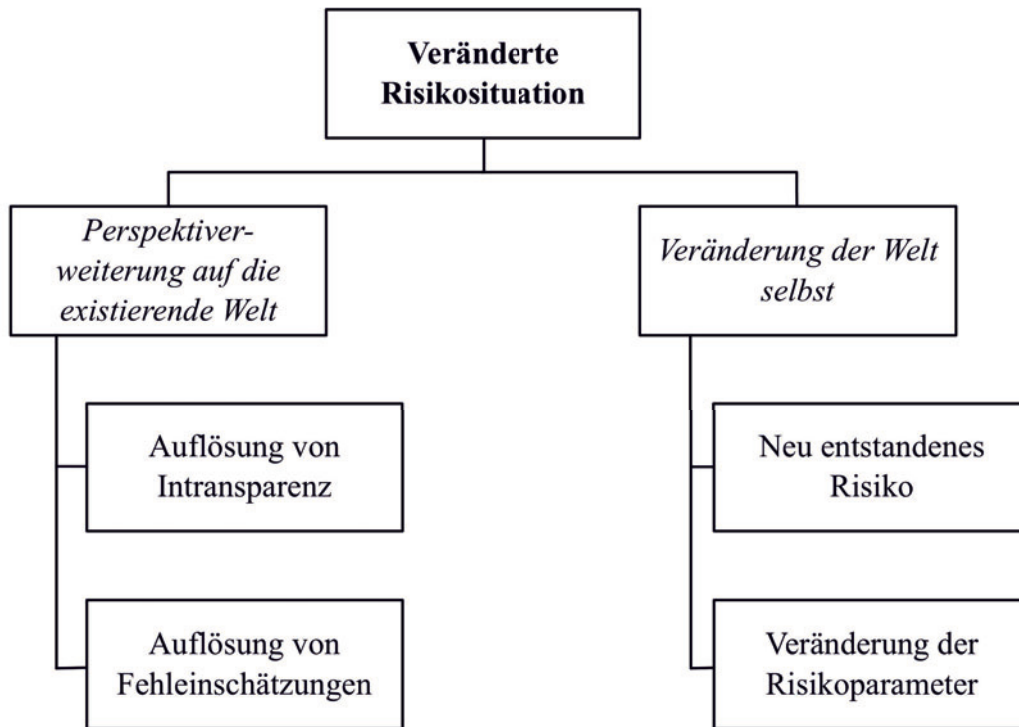 Veränderte
Risikosituation
Perspektiver-
weiterung auf die
existierende Welt
Veränderung der Welt
selbst
Auflösung von
Intransparenz
Neu entstandenes
Risiko
Auflösung von
Fehleinschätzungen
Veränderung der
Risikoparameter